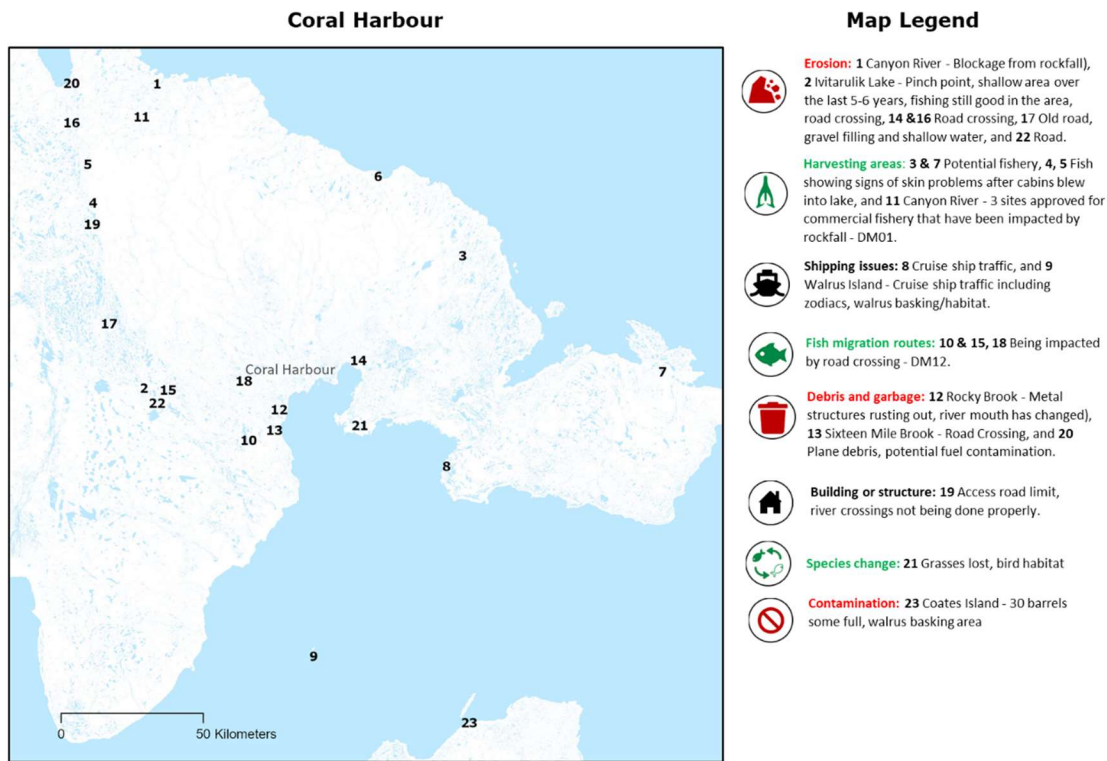 Coral Harbour
Map Legend
20
1
16
11
5
6
4
19
3
17
14
Coral Harbour
7
18
2
15
22
12
21
13
10
8
9
23
0
50 Kilometers
Erosion: 1 Canyon River - Blockage from rockfall),
2 Ivitarulik Lake - Pinch point, shallow area over
the last 5-6 years, fishing still good in the area,
road crossing, 14 &16 Road crossing, 17 Old road,
gravel filling and shallow water, and 22 Road.
Harvesting areas: 3 & 7 Potential fishery, 4, 5 Fish
showing signs of skin problems after cabins blew
into lake, and 11 Canyon River - 3 sites approved for
commercial fishery that have been impacted by
rockfall - DM01.
Shipping issues: 8 Cruise ship traffic, and 9
Walrus Island - Cruise ship traffic including
zodiacs, walrus basking/habitat.
Fish migration routes: 10 & 15, 18 Being impacted
by road crossing - DM12.
Debris and garbage: 12 Rocky Brook - Metal
structures rusting out, river mouth has changed),
13 Sixteen Mile Brook - Road Crossing, and 20
Plane debris, potential fuel contamination.
Building or structure: 19 Access road limit,
river crossings not being done properly.
Species change: 21 Grasses lost, bird habitat
Contamination: 23 Coates Island - 30 barrels
some full, walrus basking area